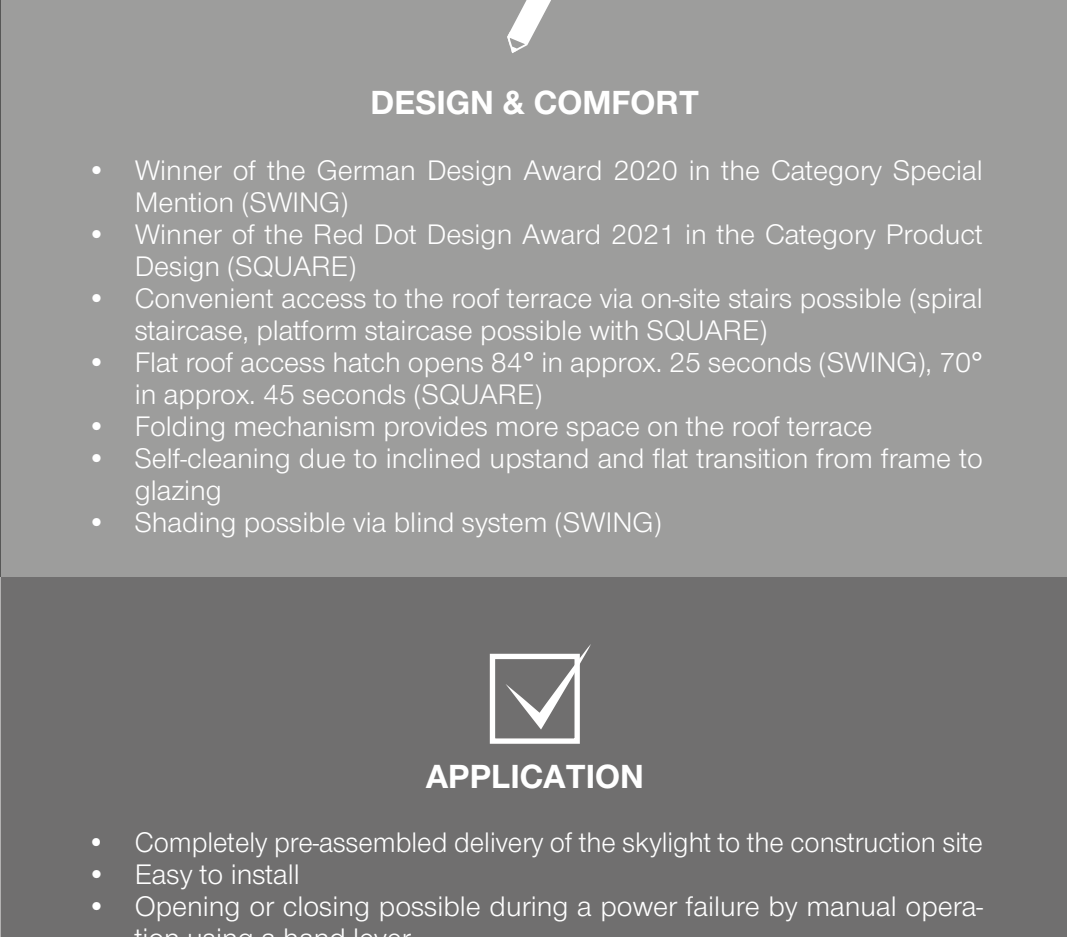 DESIGN & COMFORT
• Winner of the German Design Award 2020 in the Category Special
Mention (SWING)
• Winner of the Red Dot Design Award 2021 in the Category Product
Design (SQUARE)
• Convenient access to the roof terrace via on-site stairs possible (spiral
staircase, platform staircase possible with SQUARE)
• Flat roof access hatch opens 84° in approx. 25 seconds (SWING), 70°
in approx. 45 seconds (SQUARE)
• Folding mechanism provides more space on the roof terrace
• Self-cleaning due to inclined upstand and flat transition from frame to
glazing
• Shading possible via blind system (SWING)
APPLICATION
• Completely pre-assembled delivery of the skylight to the construction site
• Easy to install
• Opening or closing possible during a power failure by manual opera-
tion using a hand lever